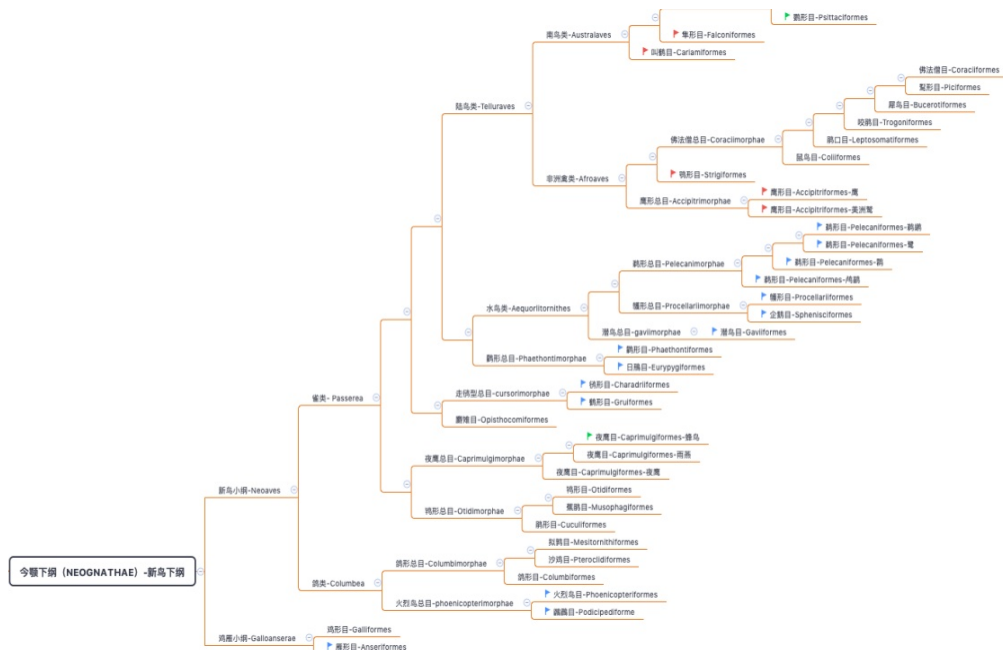 鹦形目-Psittaciformes
南鸟类-Australaves
隼形目-Falconiformes
叫鹤目-Cariamiformes
陆鸟类-Telluraves
佛法僧目-Coraciiformes
鴷形目-Piciformes
犀鸟目-Bucerotiformes
咬鹃目-Trogoniformes
佛法僧总目-Coraciimorphae
鹃口目-Leptosomatiformes
鼠鸟目-Coliiformes
非洲禽类-Afroaves
鸮形目-Strigiformes
鹰形总目-Accipitrimorphae
鹰形目-Accipitriformes-鹰
鹰形目-Accipitriformes-美洲鹫
鹈形目-Pelecaniformes-鹈鹕
鹈形目-Pelecaniformes-鹭
鹈形总目-Pelecanimorphae
鹈形目-Pelecaniformes-鹮
鹈形目-Pelecaniformes-鸬鹚
水鸟类-Aequorlitornithes
鹱形总目-Procellariimorphae
鹱形目-Procellariiformes
企鹅目-Sphenisciformes
潜鸟总目-gaviimorphae
潜鸟目-Gaviiformes
鹲形总目-Phaethontimorphae
鹲形目-Phaethontiformes
日鳽目-Eurypygiformes
走鸻型总目-cursorimorphae
鸻形目-Charadriiformes
鹤形目-Gruiformes
雀类- Passerea
麝雉目-Opisthocomiformes
夜鹰目-Caprimulgiformes-蜂鸟
夜鹰总目-Caprimulgimorphae
夜鹰目-Caprimulgiformes-雨燕
夜鹰目-Caprimulgiformes-夜鹰
新鸟小纲-Neoaves
鸨形目-Otidiformes
蕉鹃目-Musophagiformes
鸨形总目-Otidimorphae
鹃形目-Cuculiformes
拟鹑目-Mesitornithiformes
鸽形总目-Columbimorphae
沙鸡目-Pteroclidiformes
今颚下纲（NEOGNATHAE）-新鸟下纲
鸽形目-Columbiformes
鸽类-Columbea
火烈鸟总目-phoenicopterimorphae
火烈鸟目-Phoenicopteriformes
鸊鷉目-Podicipediforme
鸡形目-Galliformes
鸡雁小纲-Galloanserae
雁形目-Anseriformes